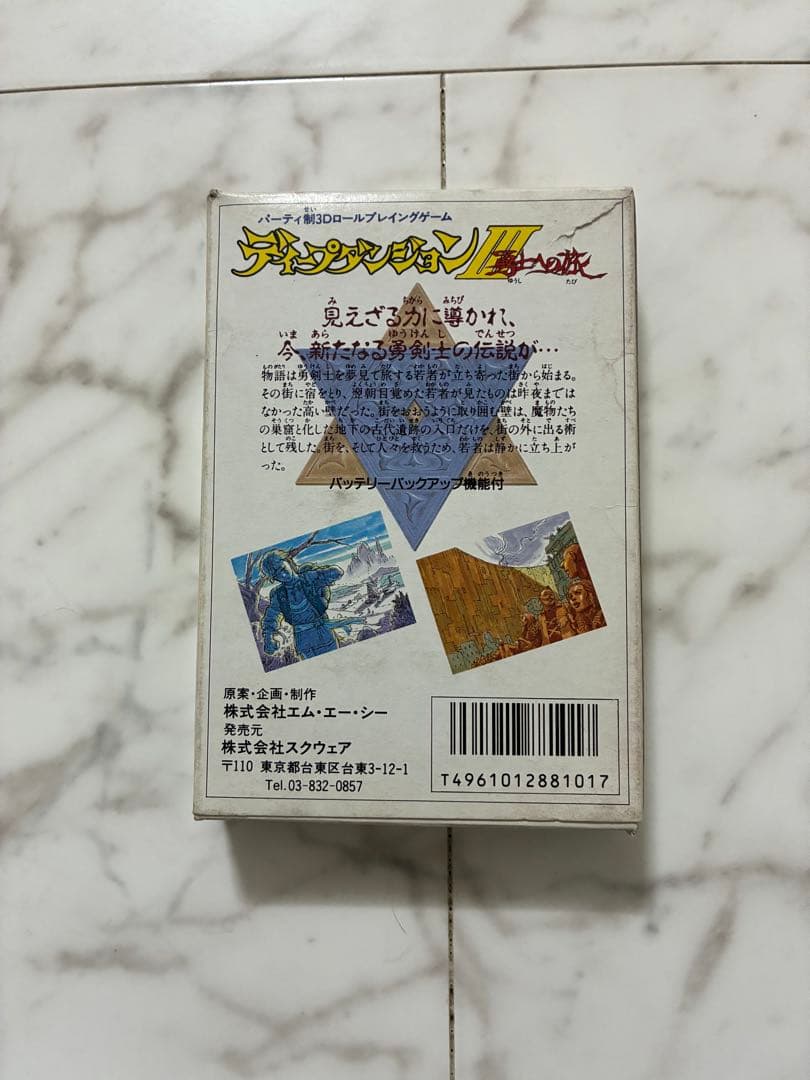 パーティ制3Dロールプレイングゲーム
ディープダンジョンIII 勇士への旅
見えざる力に導かれ、
今、新たなる勇剣士の伝説が…
物語は勇剣士を夢見て旅する若者が立ち寄った街から始まる。
その街に宿をとり、翌朝目覚めた若者が見たものは昨夜までは
なかった高い壁だった。街をおおうように取り囲む壁は、魔物たち
の巣窟と化した地下の古代遺跡の入口だけを、街の外に出る術
として残した。街を、そして人々を救うため、若者は静かに立ち上が
った。
バッテリーバックアップ機能付
原案・企画・制作
株式会社エム・エー・シー
発売元
株式会社スクウェア
〒110 東京都台東区台東3-12-1
Tel.03-832-0857
T4961012881017